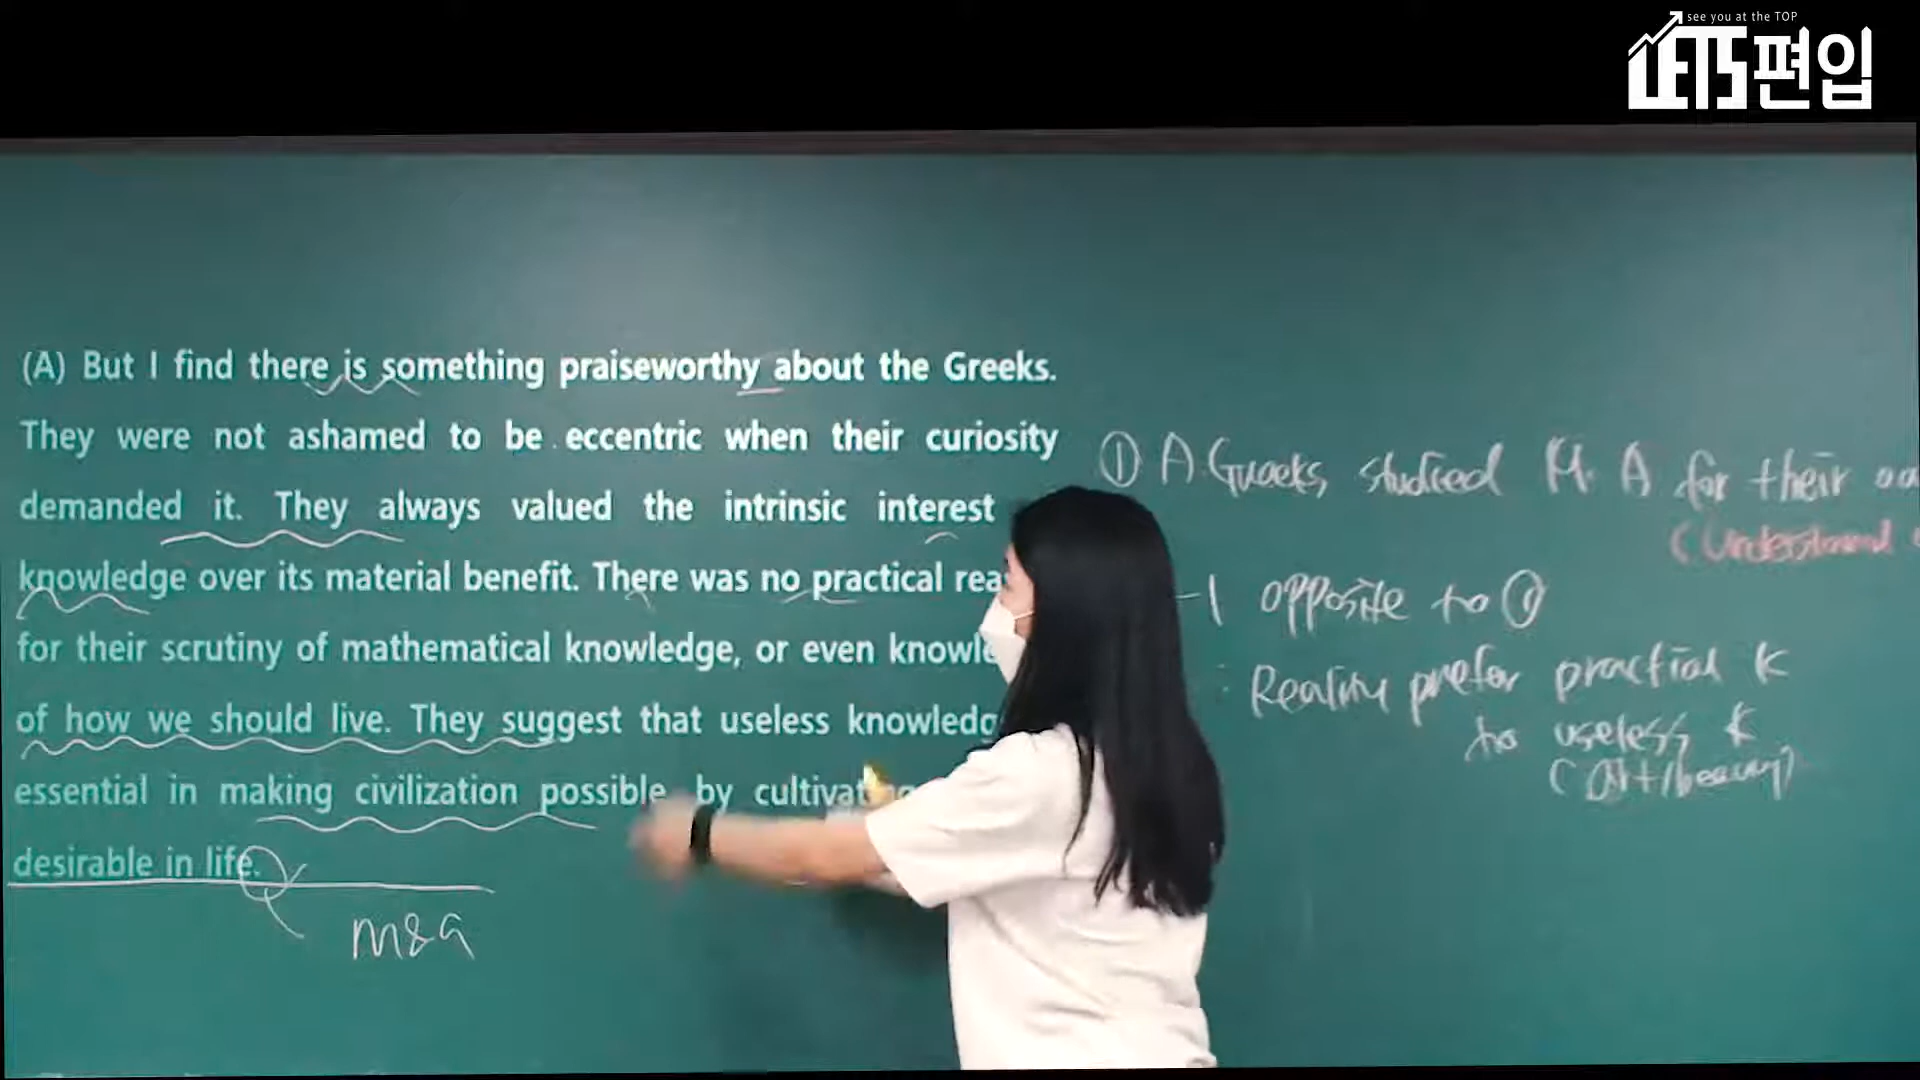 see you at the TOP
LETS편입
(A) But I find there is something praiseworthy about the Greeks.
They were not ashamed to be eccentric when their curiosity
demanded it. They always valued the intrinsic interest
knowledge over its material benefit. There was no practical rea
for their scrutiny of mathematical knowledge, or even knowle
of how we should live. They suggest that useless knowledg
essential in making civilization possible by cultivat
desirable in life.
m&a
① A. Greeks studied M. A for their
(Understand
-1 opposite to ①
: Reality prefer practical k
to useless k
(Art/beauty)